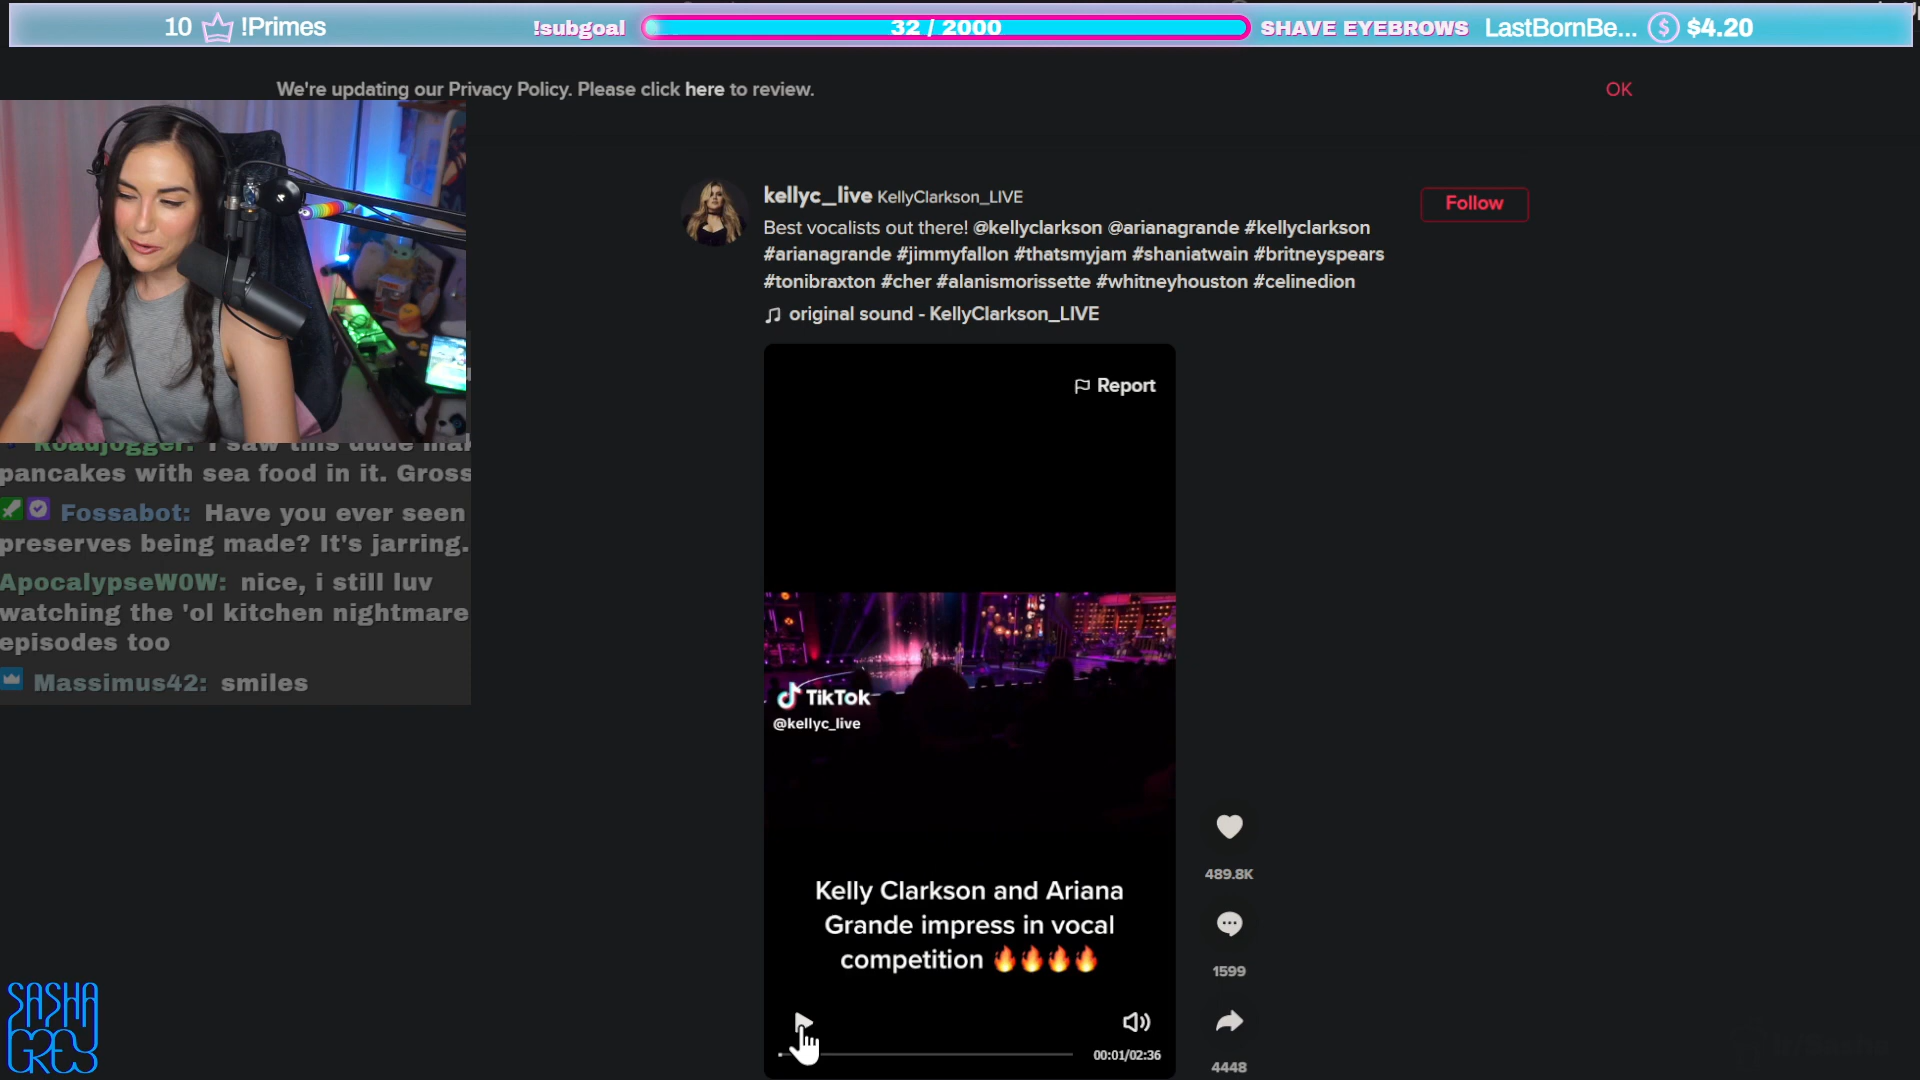 10 !Primes
!subgoal 32 / 2000 SHAVE EYEBROWS LastBornBe... $ $4.20
We're updating our Privacy Policy. Please click here to review.
OK
kellyc_live KellyClarkson_LIVE
Follow
Best vocalists out there! @kellyclarkson @arianagrande #kellyclarkson
#arianagrande #jimmyfallon #thatsmyjam #shaniatwain #britneyspears
#tonibraxton #cher #alanismorissette #whitneyhouston #celinedion
original sound - KellyClarkson_LIVE
Report
Roadjogger: I saw this dude
pancakes with sea food in it. Gross
Fossabot: Have you ever seen
preserves being made? It's jarring.
ApocalypseW0W: nice, i still luv
watching the 'ol kitchen nightmare
episodes too
Massimus42: smiles
TikTok
@kellyc_live
Kelly Clarkson and Ariana
Grande impress in vocal
competition 🔥🔥🔥🔥
00:01/02:36
489.8K
1599
4448
SASHA
GREY